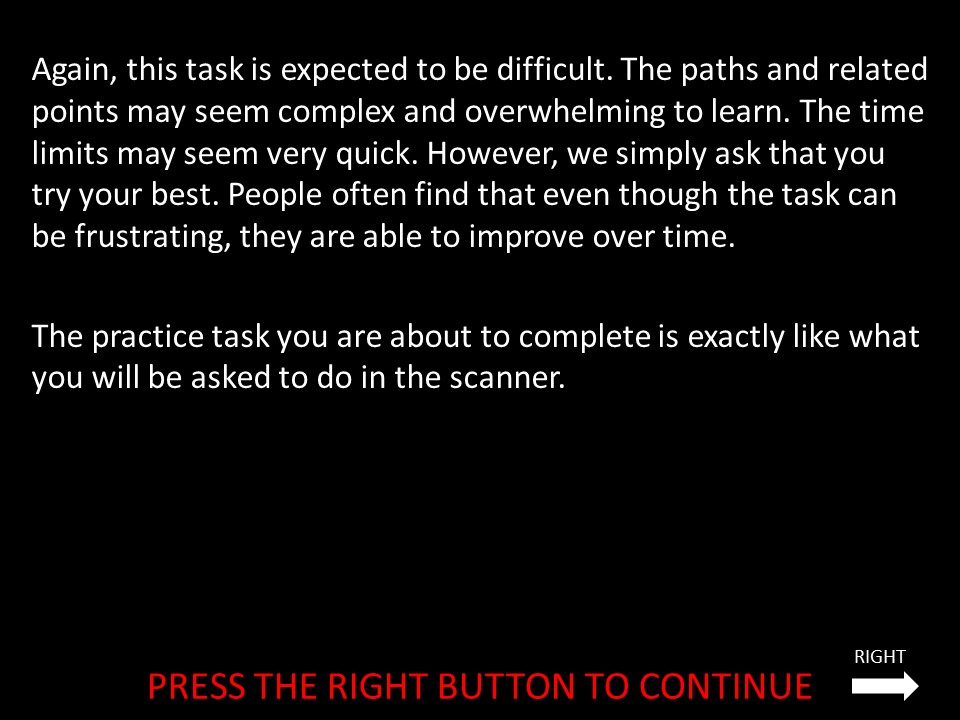 Again, this task is expected to be difficult. The paths and related
points may seem complex and overwhelming to learn. The time
limits may seem very quick. However, we simply ask that you
try your best. People often find that even though the task can
be frustrating, they are able to improve over time.
The practice task you are about to complete is exactly like what
you will be asked to do in the scanner.
RIGHT
PRESS THE RIGHT BUTTON TO CONTINUE